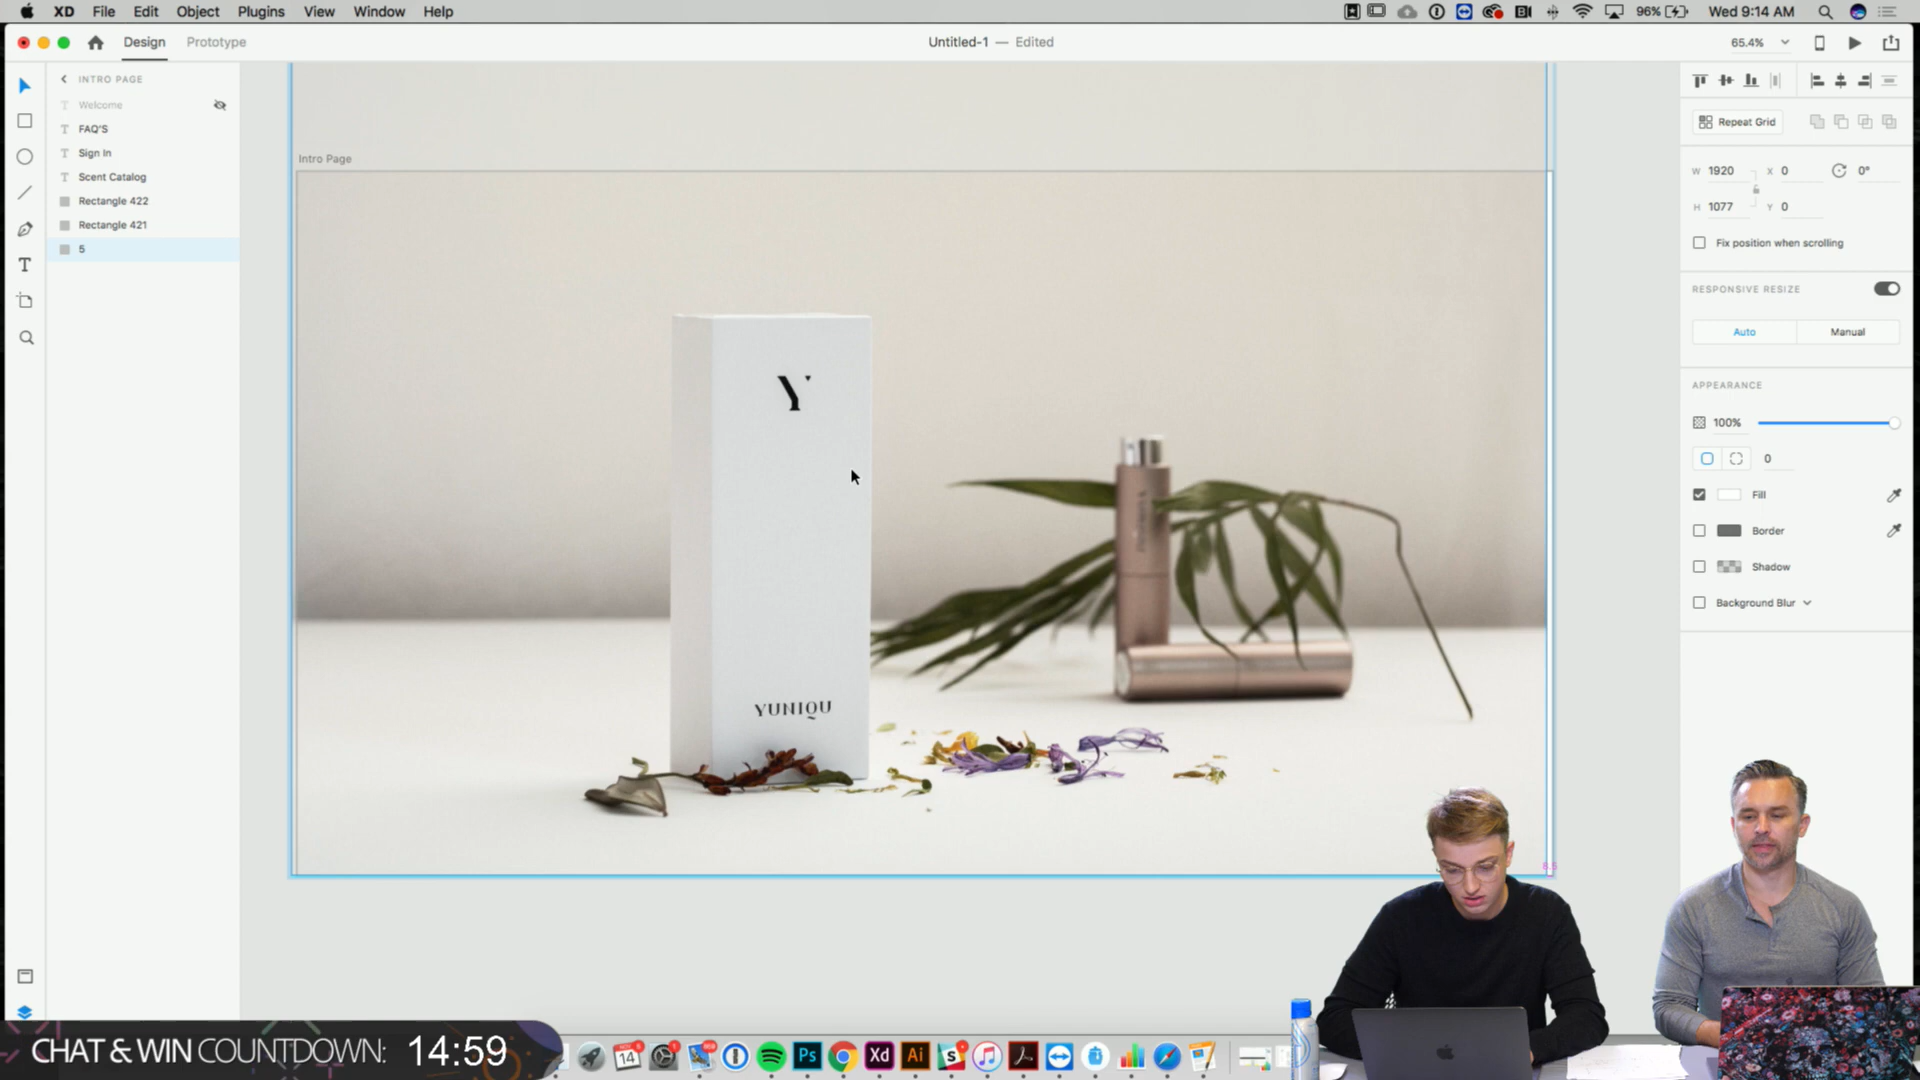 XD File Edit Object Plugins View Window Help
96% Wed 9:14 AM
Design Prototype
Untitled-1 — Edited
65.4%
INTRO PAGE
Welcome
FAQ'S
Sign In
Scent Catalog
Rectangle 422
Rectangle 421
5
Intro Page
Y
YUNIQU
Repeat Grid
W 1920 X 0 0°
H 1077 Y 0
Fix position when scrolling
RESPONSIVE RESIZE
Auto Manual
APPEARANCE
100%
0
Fill
Border
Shadow
Background Blur
CHAT & WIN COUNTDOWN: 14:59
NOV
14
Ps
Xd
Ai
S